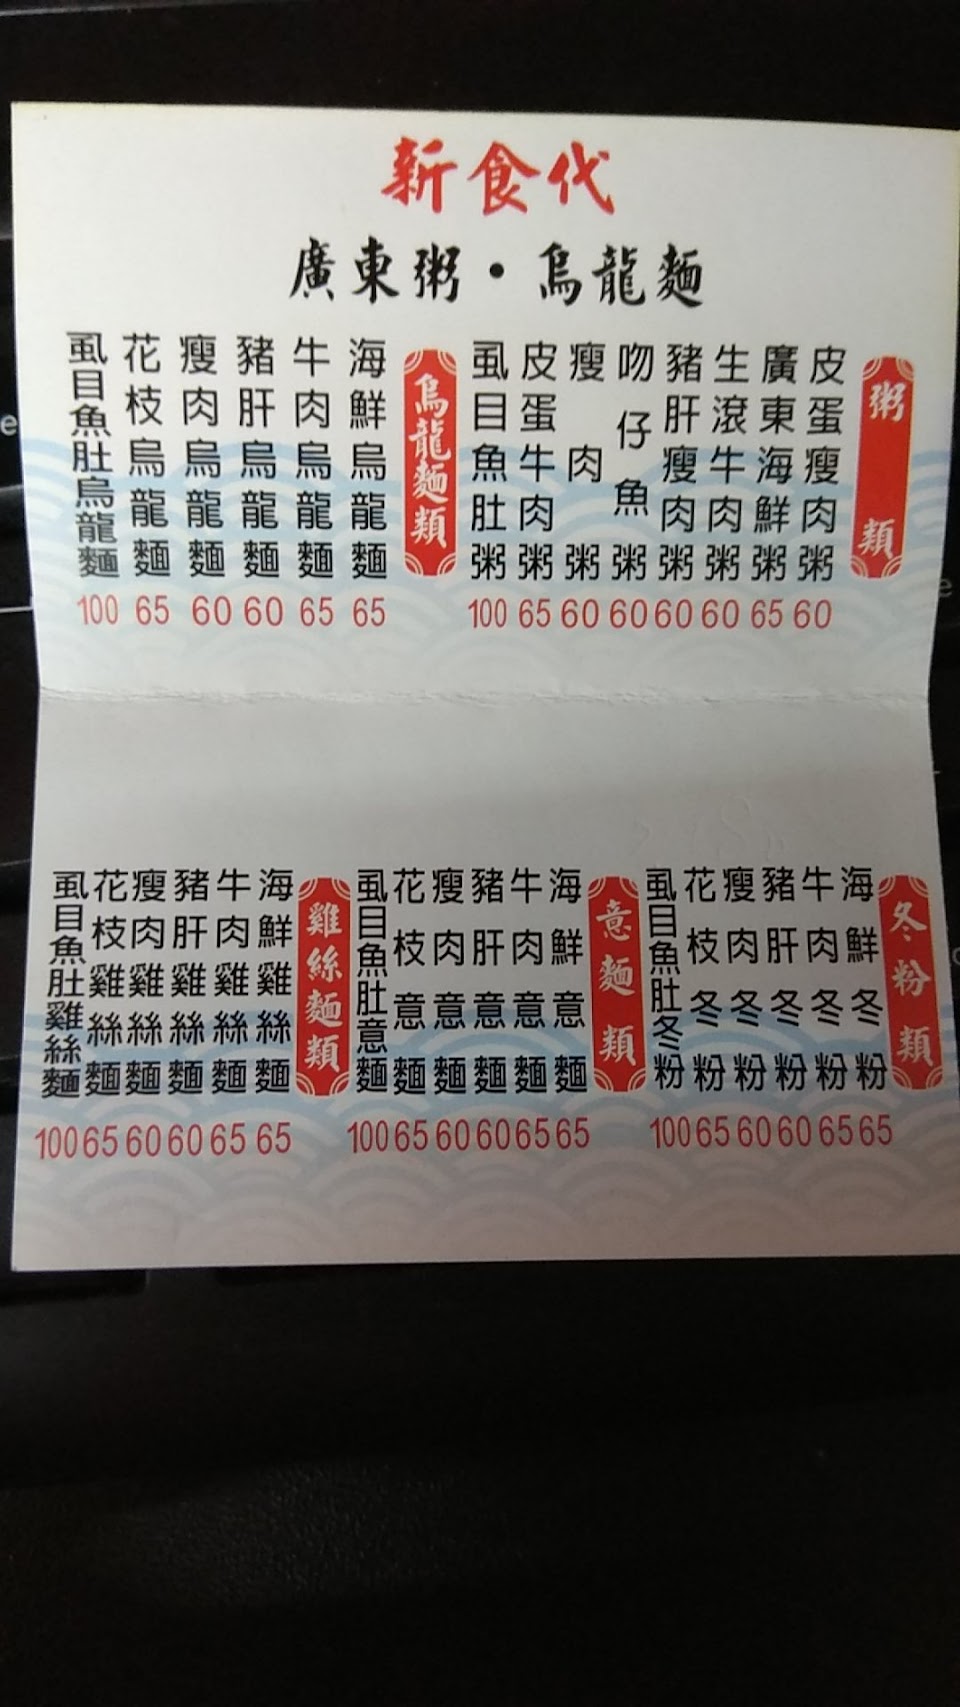 新食代
廣東粥・烏龍麵
粥類
皮蛋瘦肉粥 60
廣東海鮮粥 65
生滾牛肉粥 60
豬肝瘦肉粥 60
吻仔魚粥 60
瘦肉粥 60
皮蛋牛肉粥 65
虱目魚肚粥 100
烏龍麵類
海鮮烏龍麵 65
牛肉烏龍麵 65
豬肝烏龍麵 60
瘦肉烏龍麵 60
花枝烏龍麵 65
虱目魚肚烏龍麵 100
冬粉類
海鮮冬粉 65
牛肉冬粉 65
豬肝冬粉 60
瘦肉冬粉 60
花枝冬粉 65
虱目魚肚冬粉 100
意麵類
海鮮意麵 65
牛肉意麵 65
豬肝意麵 60
瘦肉意麵 60
花枝意麵 65
虱目魚肚意麵 100
雞絲麵類
海鮮雞絲麵 65
牛肉雞絲麵 65
豬肝雞絲麵 60
瘦肉雞絲麵 60
花枝雞絲麵 65
虱目魚肚雞絲麵 100